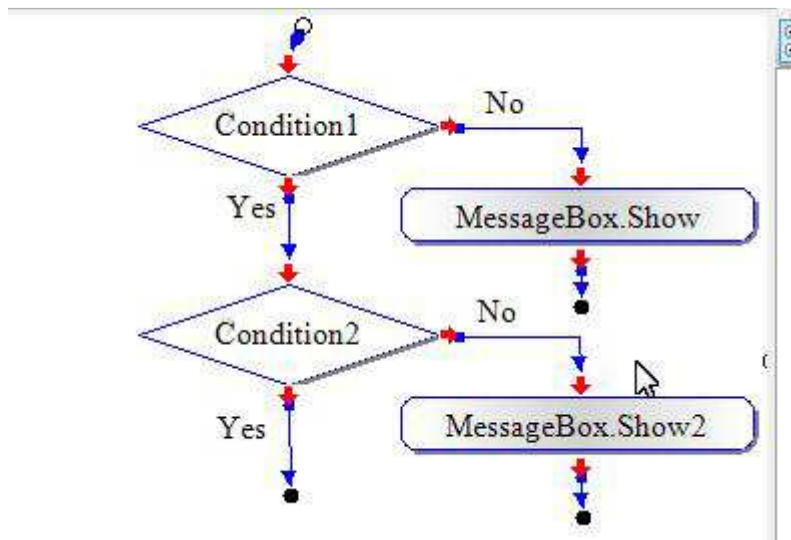 Condition1
No
MessageBox.Show
Yes
Condition2
No
MessageBox.Show2
Yes